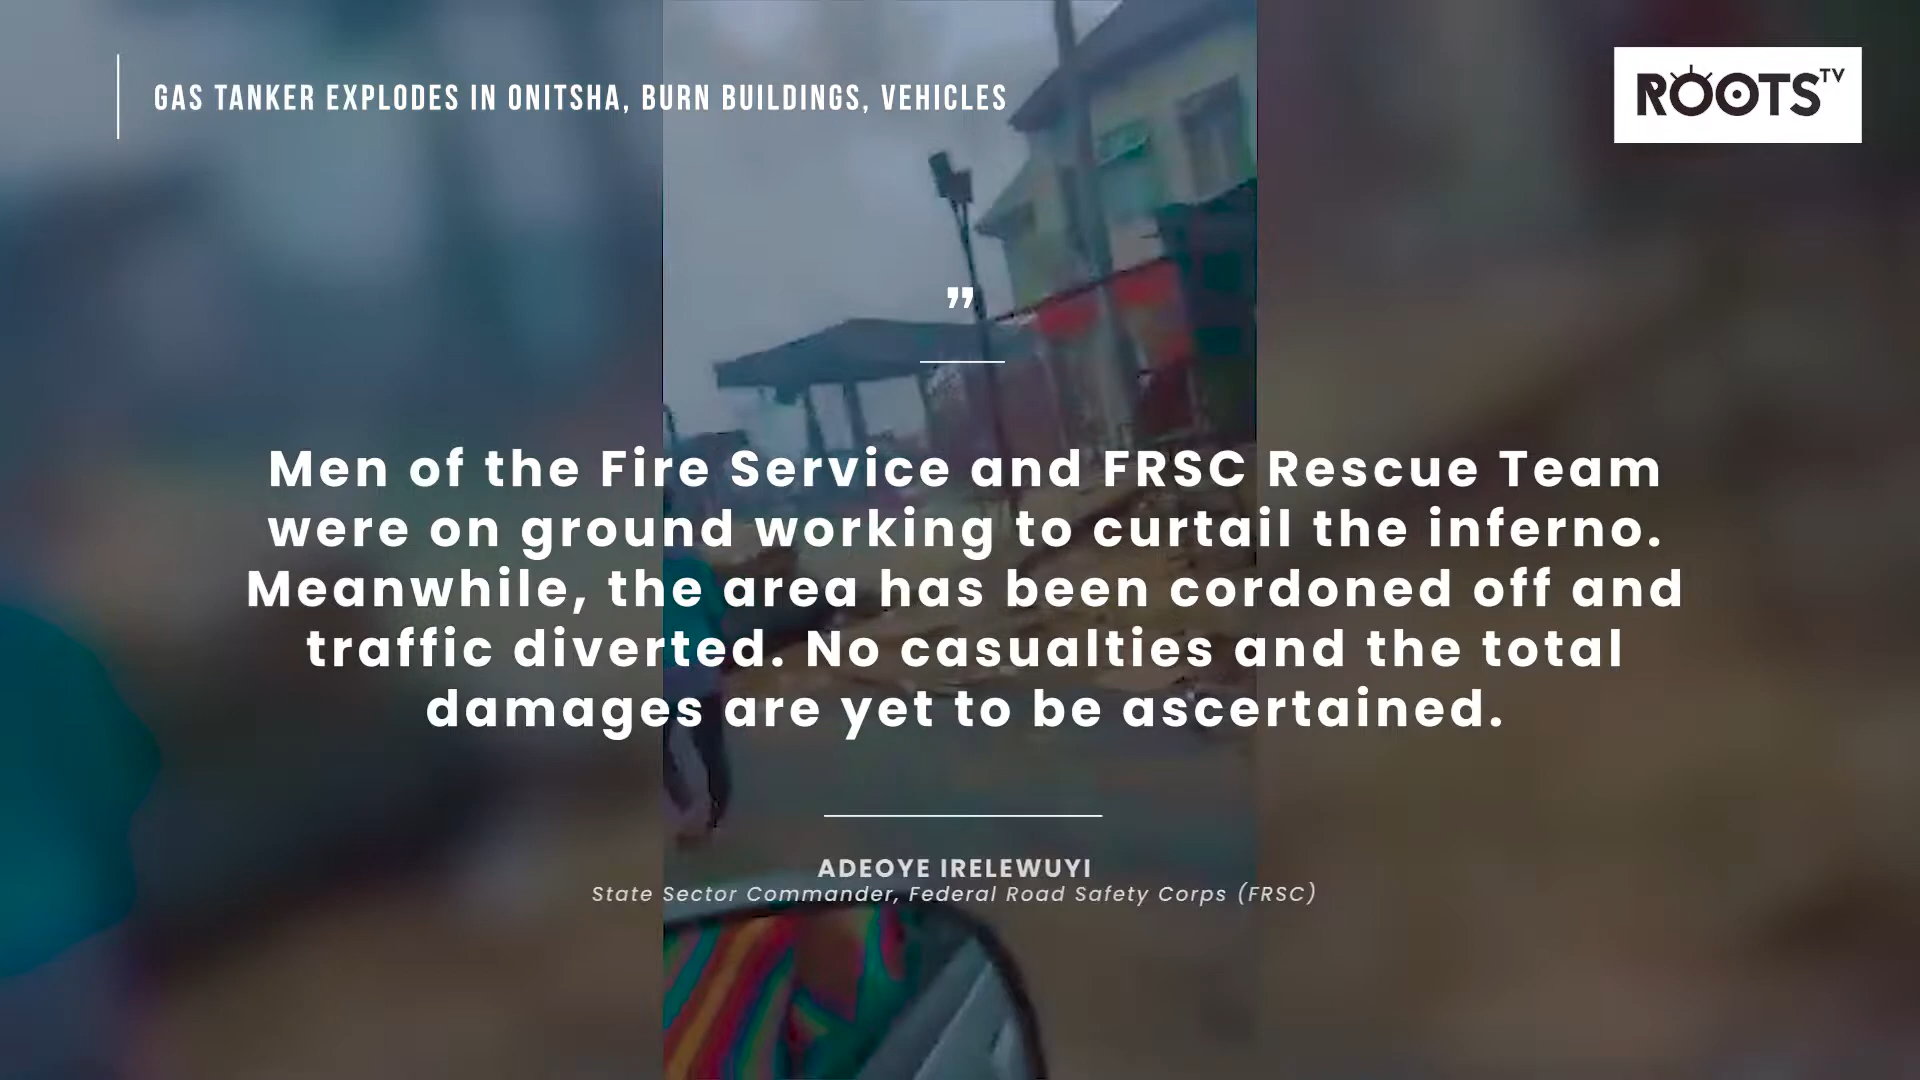 GAS TANKER EXPLODES IN ONITSHA, BURN BUILDINGS, VEHICLES
ROOTS TV
”
Men of the Fire Service and FRSC Rescue Team
were on ground working to curtail the inferno.
Meanwhile, the area has been cordoned off and
traffic diverted. No casualties and the total
damages are yet to be ascertained.
ADEOYE IRELEWUYI
State Sector Commander, Federal Road Safety Corps (FRSC)